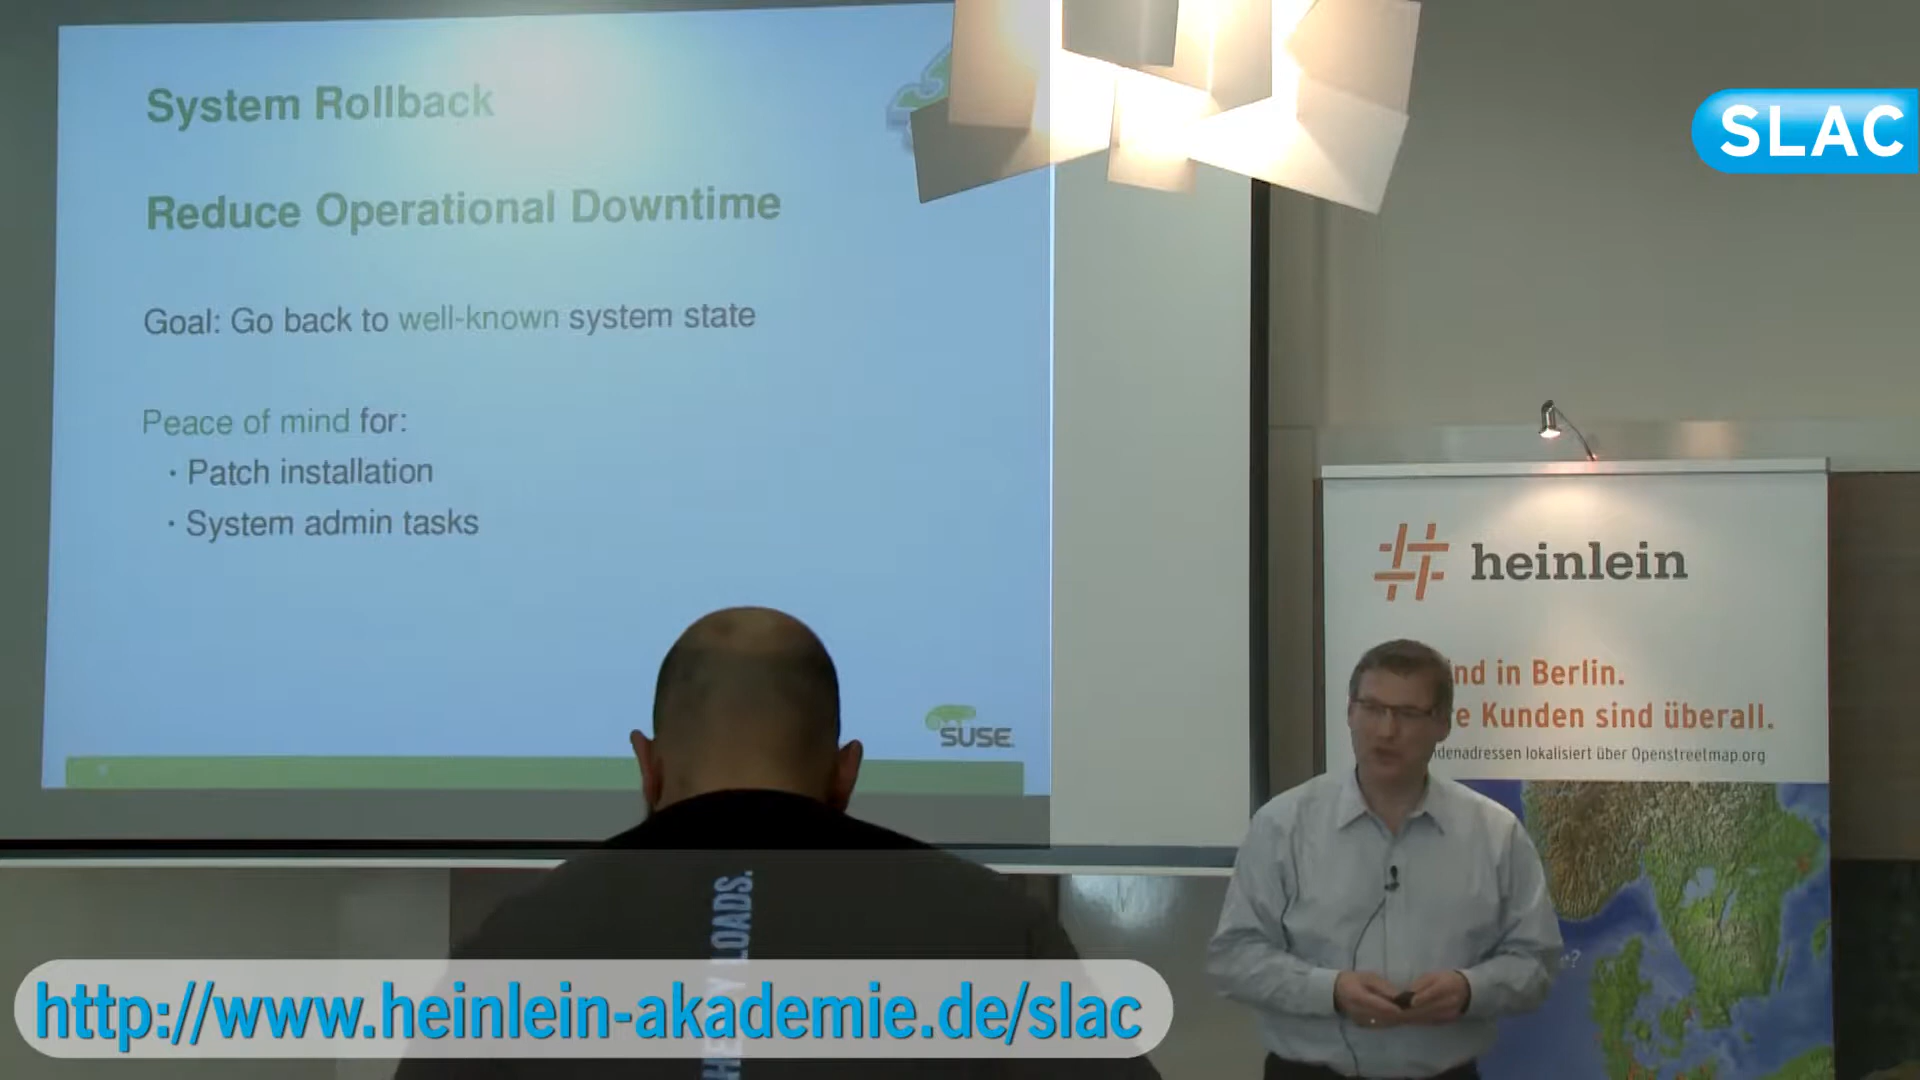 System Rollback
Reduce Operational Downtime
Goal: Go back to well-known system state
Peace of mind for:
· Patch installation
· System admin tasks
SUSE
SLAC
heinlein
ind in Berlin.
e Kunden sind überall.
denadressen lokalisiert über Openstreetmap.org
LOADS.
http://www.heinlein-akademie.de/slac